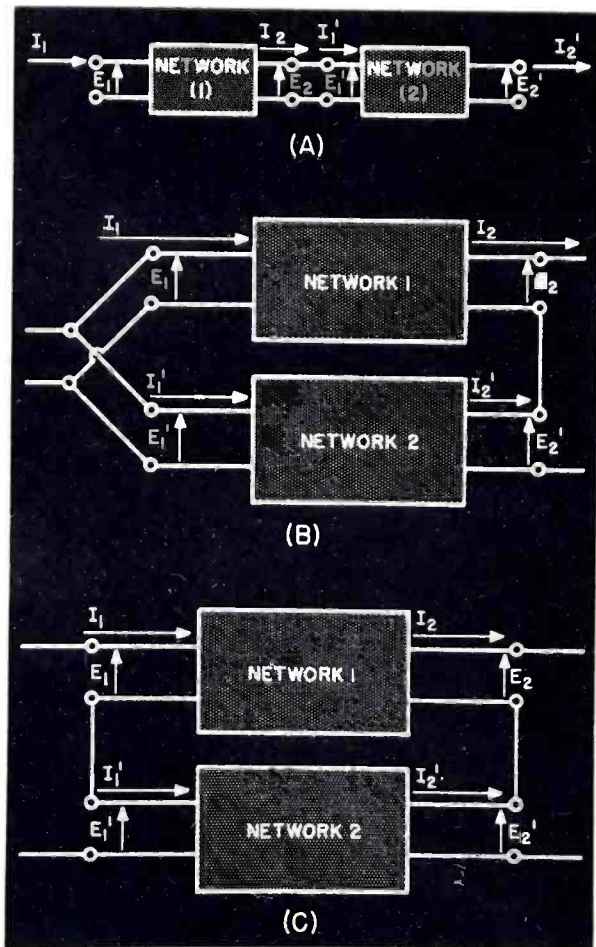 I₁ I₂ I₁' I₂'
E₁ NETWORK (1) E₂ E₁' NETWORK (2) E₂'
(A)
I₁ I₂
E₁ NETWORK 1 ₂
I₁' I₂'
E₁' NETWORK 2 E₂'
(B)
I₁ I₂
E₁ NETWORK 1 E₂
I₁' I₂'
E₁' NETWORK 2 E₂'
(C)